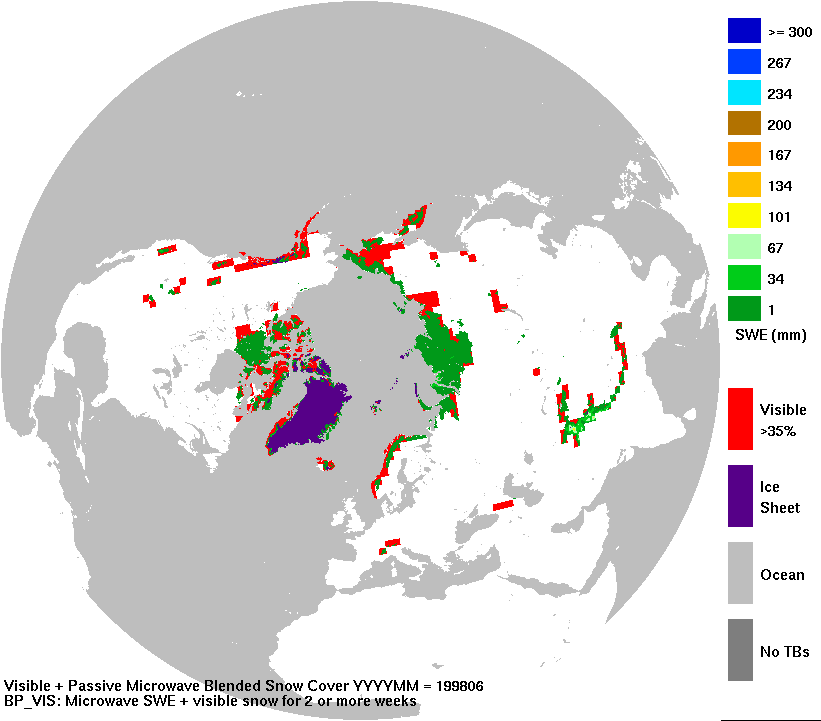 >= 300
267
234
200
167
134
101
67
34
1
SWE (mm)
Visible
>35%
Ice
Sheet
Ocean
No TBs
Visible + Passive Microwave Blended Snow Cover YYYYMM = 199806
BP_VIS: Microwave SWE + visible snow for 2 or more weeks